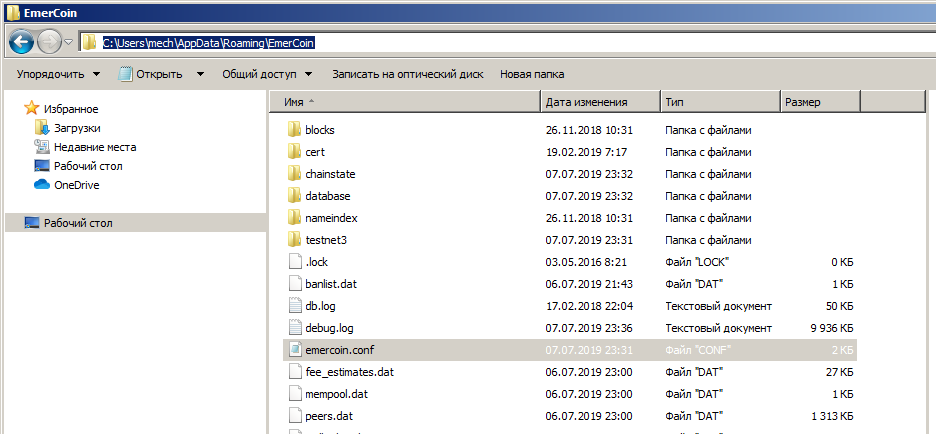 EmerCoin
C:\Users\mech\AppData\Roaming\EmerCoin
Упорядочить Открыть Общий доступ Записать на оптический диск Новая папка
Избранное
Загрузки
Недавние места
Рабочий стол
OneDrive
Рабочий стол
Имя Дата изменения Тип Размер
blocks 26.11.2018 10:31 Папка с файлами
cert 19.02.2019 7:17 Папка с файлами
chainstate 07.07.2019 23:32 Папка с файлами
database 07.07.2019 23:32 Папка с файлами
nameindex 26.11.2018 10:31 Папка с файлами
testnet3 07.07.2019 23:31 Папка с файлами
.lock 03.05.2016 8:21 Файл "LOCK" 0 КБ
banlist.dat 06.07.2019 21:43 Файл "DAT" 1 КБ
db.log 17.02.2018 22:04 Текстовый документ 50 КБ
debug.log 07.07.2019 23:36 Текстовый документ 9 936 КБ
emercoin.conf 07.07.2019 23:31 Файл "CONF" 2 КБ
fee_estimates.dat 06.07.2019 23:00 Файл "DAT" 27 КБ
mempool.dat 06.07.2019 23:00 Файл "DAT" 1 КБ
peers.dat 06.07.2019 23:00 Файл "DAT" 1 313 КБ